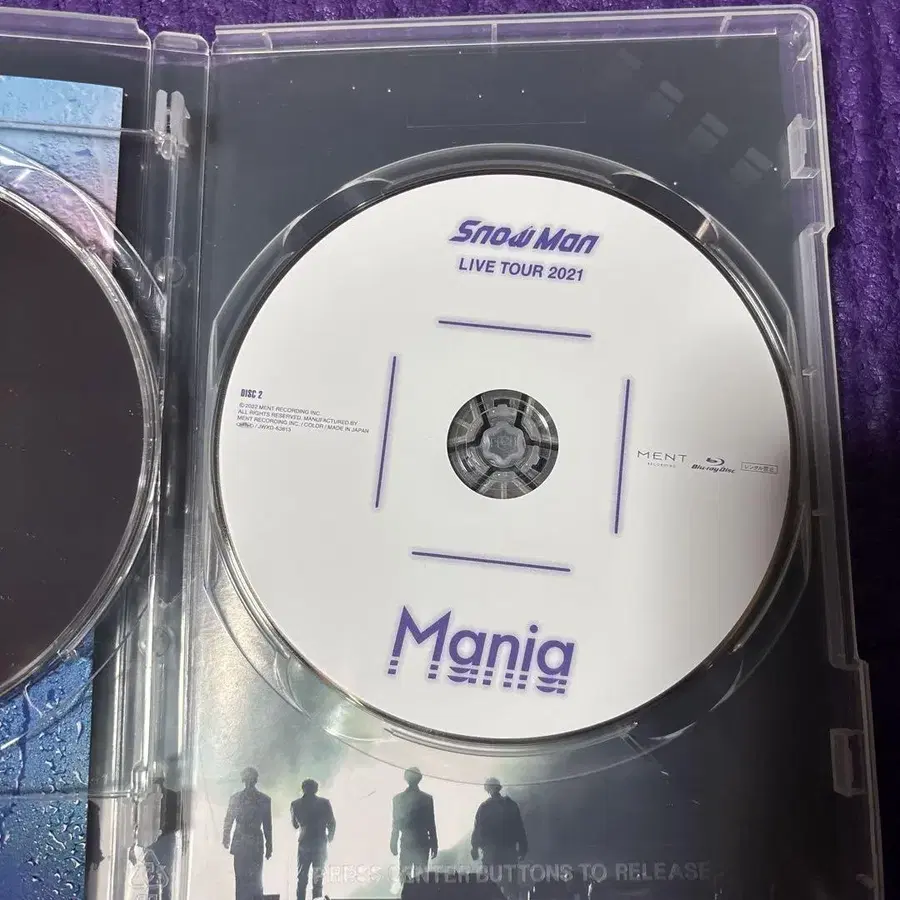 Snow Man
LIVE TOUR 2021
DISC 2
Ⓟ©2022 MENT RECORDING INC.
ALL RIGHTS RESERVED. MANUFACTURED BY
MENT RECORDING INC. / COLOR / MADE IN JAPAN
MENT
RECORDING
Blu-ray Disc
レンタル禁止
Mania
PRESS CENTER BUTTONS TO RELEASE